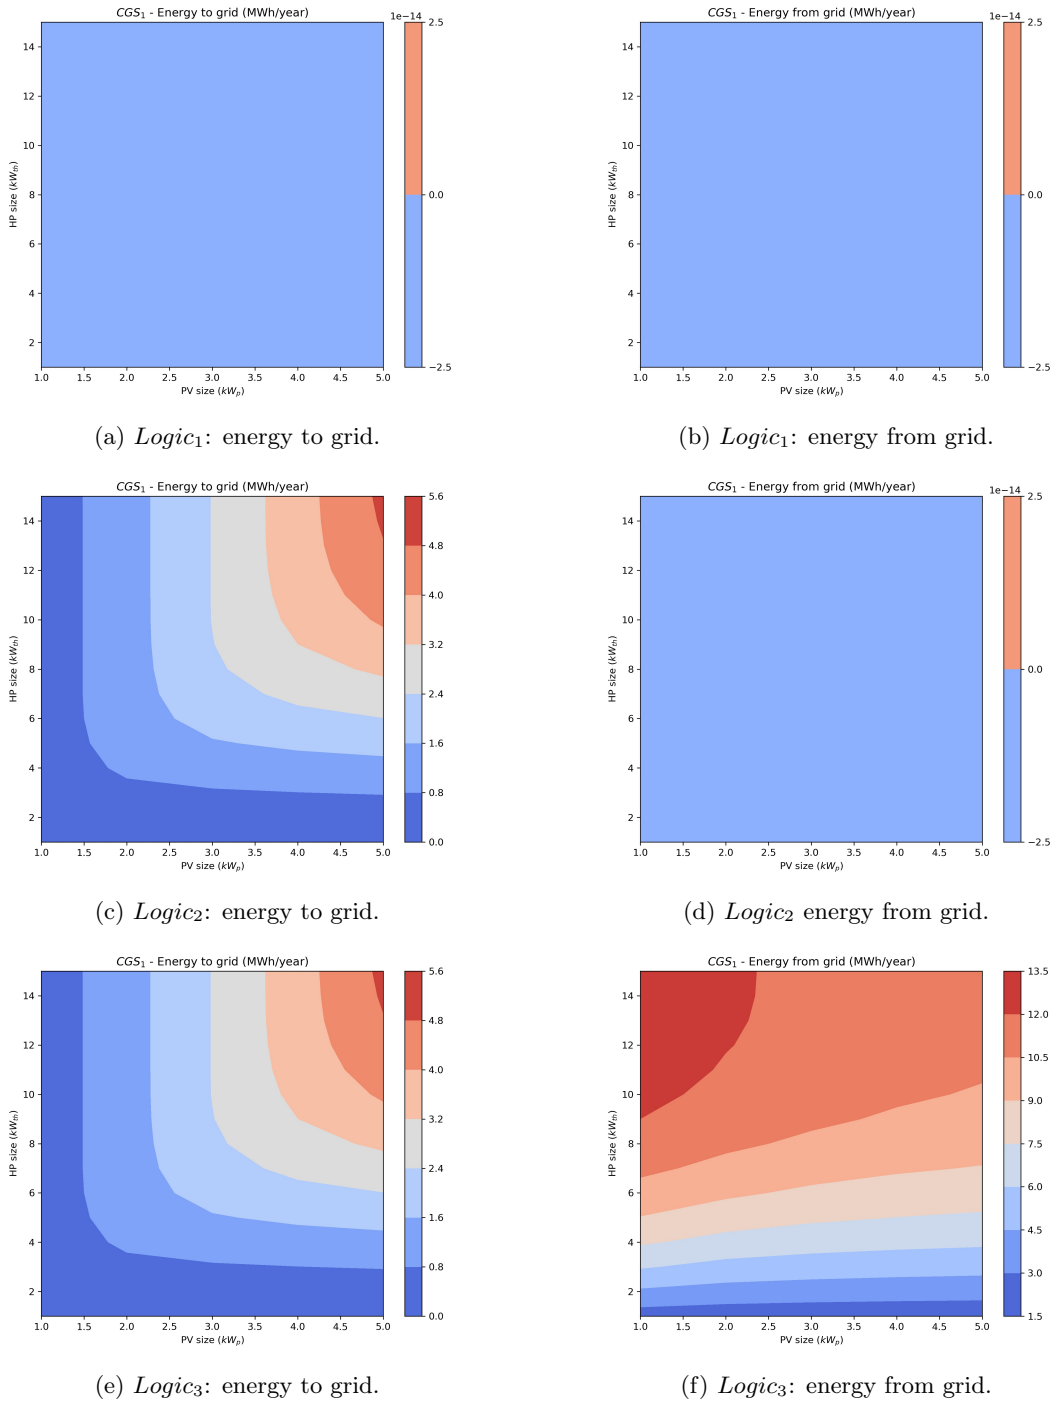 CGS₁ - Energy to grid (MWh/year)
1e−14
2.5
0.0
−2.5
14
12
10
8
6
4
2
HP size (kW_th)
1.0 1.5 2.0 2.5 3.0 3.5 4.0 4.5 5.0
PV size (kW_p)
(a) Logic₁: energy to grid.
CGS₁ - Energy from grid (MWh/year)
1e−14
2.5
0.0
−2.5
14
12
10
8
6
4
2
HP size (kW_th)
1.0 1.5 2.0 2.5 3.0 3.5 4.0 4.5 5.0
PV size (kW_p)
(b) Logic₁: energy from grid.
CGS₁ - Energy to grid (MWh/year)
5.6
4.8
4.0
3.2
2.4
1.6
0.8
0.0
14
12
10
8
6
4
2
HP size (kW_th)
1.0 1.5 2.0 2.5 3.0 3.5 4.0 4.5 5.0
PV size (kW_p)
(c) Logic₂: energy to grid.
CGS₁ - Energy from grid (MWh/year)
1e−14
2.5
0.0
−2.5
14
12
10
8
6
4
2
HP size (kW_th)
1.0 1.5 2.0 2.5 3.0 3.5 4.0 4.5 5.0
PV size (kW_p)
(d) Logic₂ energy from grid.
CGS₁ - Energy to grid (MWh/year)
5.6
4.8
4.0
3.2
2.4
1.6
0.8
0.0
14
12
10
8
6
4
2
HP size (kW_th)
1.0 1.5 2.0 2.5 3.0 3.5 4.0 4.5 5.0
PV size (kW_p)
(e) Logic₃: energy to grid.
CGS₁ - Energy from grid (MWh/year)
13.5
12.0
10.5
9.0
7.5
6.0
4.5
3.0
1.5
14
12
10
8
6
4
2
HP size (kW_th)
1.0 1.5 2.0 2.5 3.0 3.5 4.0 4.5 5.0
PV size (kW_p)
(f) Logic₃: energy from grid.